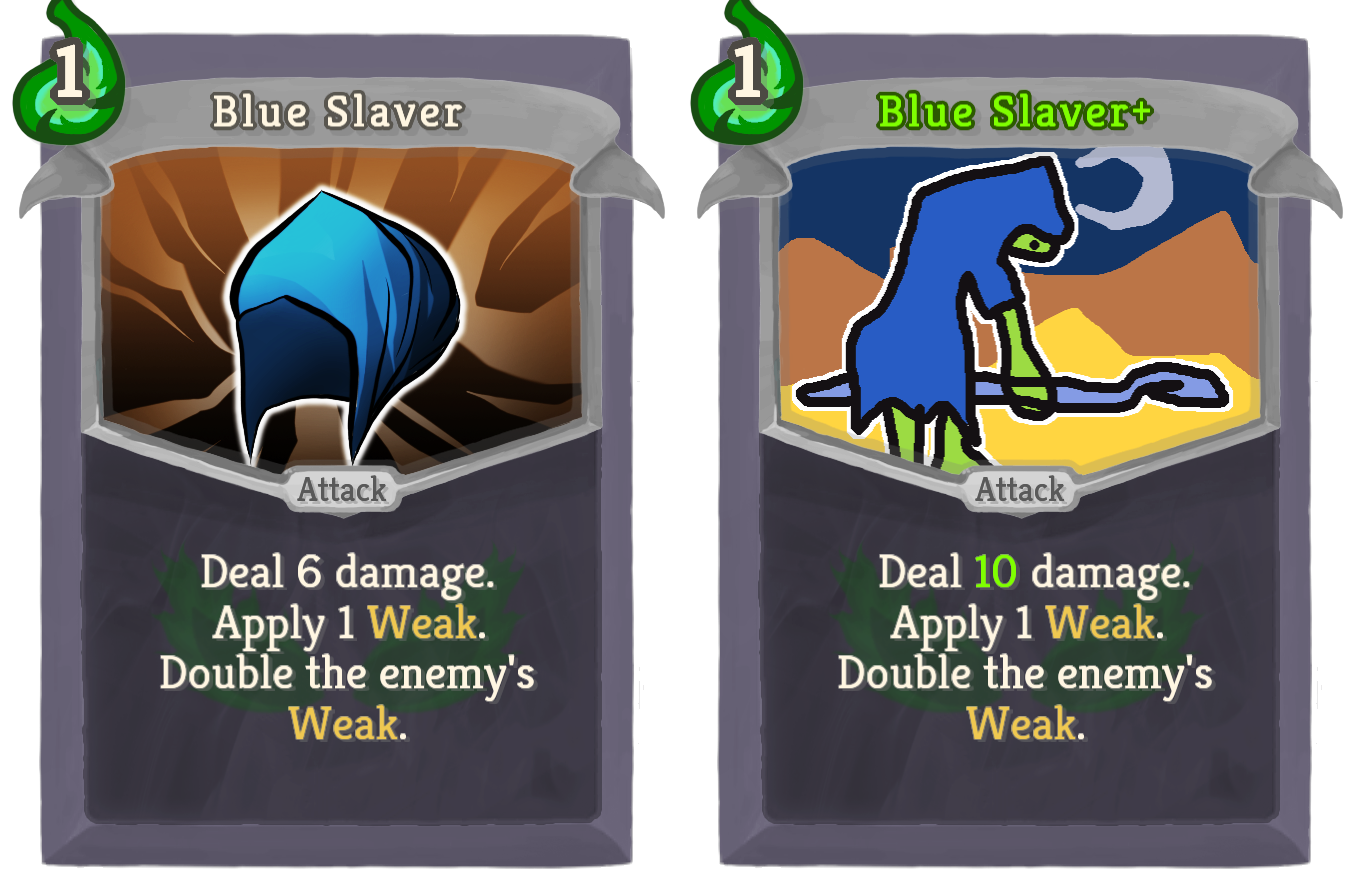 1
Blue Slaver
Attack
Deal 6 damage.
Apply 1 Weak.
Double the enemy's
Weak.
1
Blue Slaver+
Attack
Deal 10 damage.
Apply 1 Weak.
Double the enemy's
Weak.